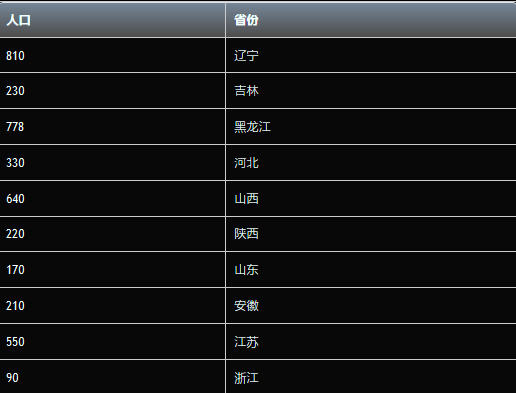 人口 省份
810 辽宁
230 吉林
778 黑龙江
330 河北
640 山西
220 陕西
170 山东
210 安徽
550 江苏
90 浙江